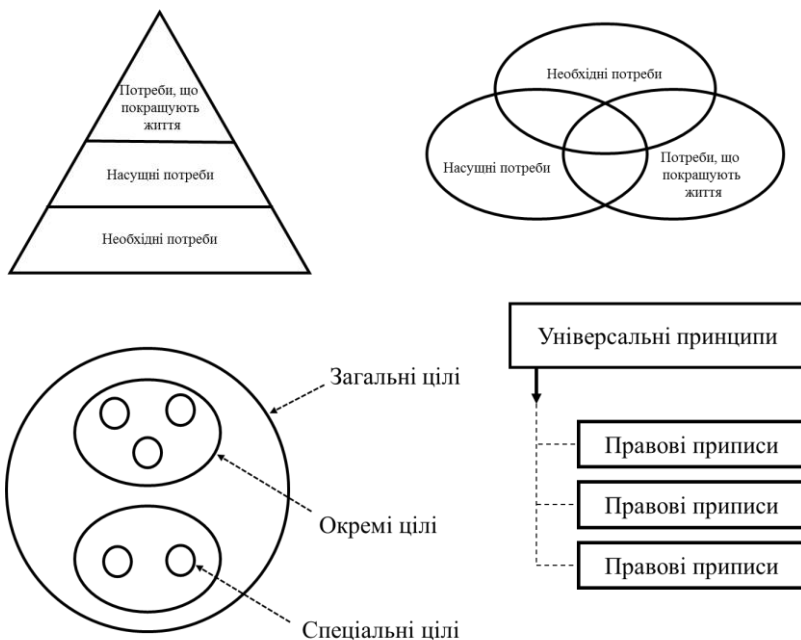 Потреби, що
покращують
життя
Насущні потреби
Необхідні потреби
Необхідні потреби
Насущні потреби
Потреби, що
покращують
життя
Загальні цілі
Окремі цілі
Спеціальні цілі
Універсальні принципи
Правові приписи
Правові приписи
Правові приписи